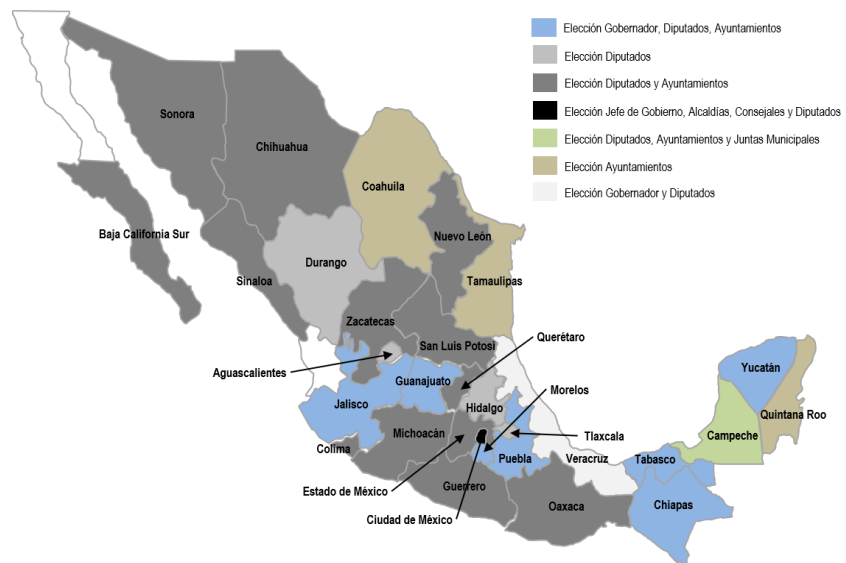 Elección Gobernador, Diputados, Ayuntamientos
Elección Diputados
Elección Diputados y Ayuntamientos
Elección Jefe de Gobierno, Alcaldías, Consejales y Diputados
Elección Diputados, Ayuntamientos y Juntas Municipales
Elección Ayuntamientos
Elección Gobernador y Diputados
Sonora
Chihuahua
Coahuila
Baja California Sur
Nuevo León
Durango
Sinaloa
Tamaulipas
Zacatecas
San Luis Potosí
Querétaro
Aguascalientes
Guanajuato
Morelos
Yucatán
Jalisco
Hidalgo
Quintana Roo
Michoacán
Tlaxcala
Campeche
Colima
Puebla
Veracruz
Tabasco
Estado de México
Guerrero
Oaxaca
Chiapas
Ciudad de México